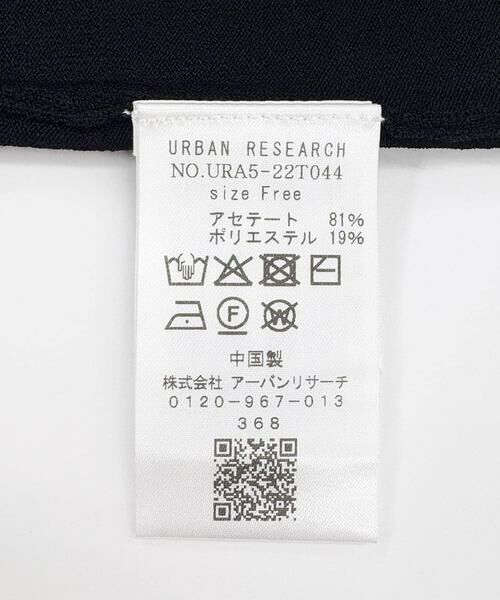 URBAN RESEARCH
NO.URA5-22T044
size Free
アセテート 81%
ポリエステル 19%
F
W
中国製
株式会社 アーバンリサーチ
0120-967-013
368